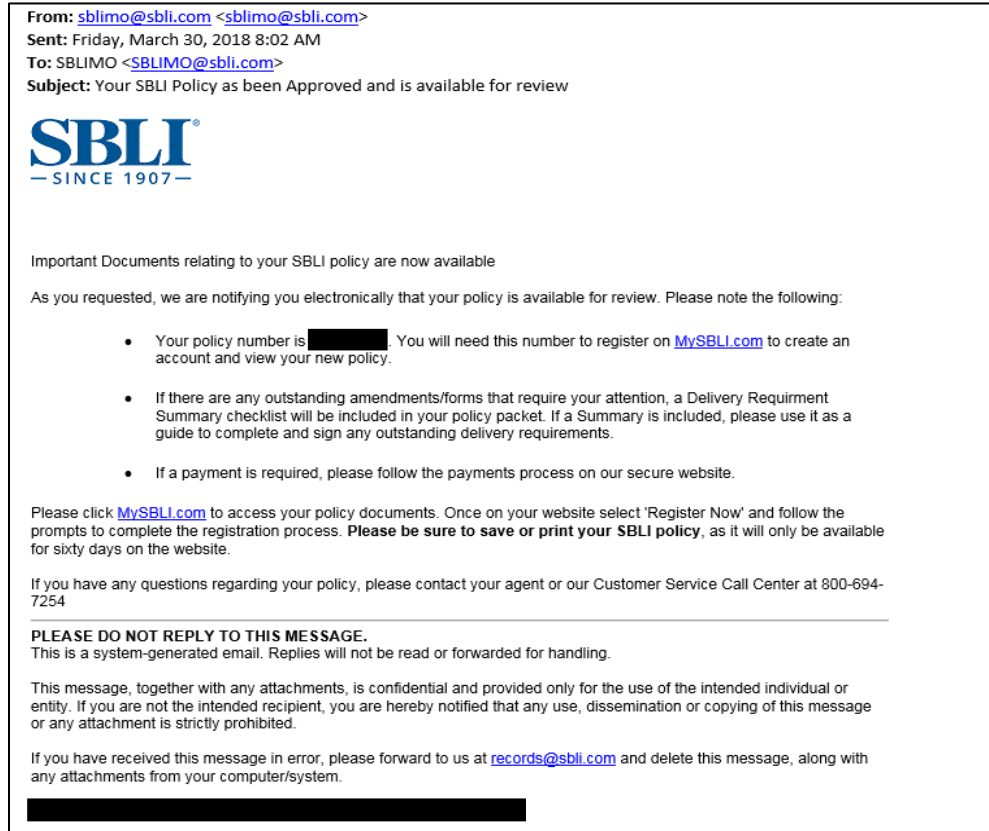 From: sblimo@sbli.com <sblimo@sbli.com>
Sent: Friday, March 30, 2018 8:02 AM
To: SBLIMO <SBLIMO@sbli.com>
Subject: Your SBLI Policy as been Approved and is available for review
SBLI®
SINCE 1907
Important Documents relating to your SBLI policy are now available
As you requested, we are notifying you electronically that your policy is available for review. Please note the following:
• Your policy number is . You will need this number to register on MySBLI.com to create an
account and view your new policy.
• If there are any outstanding amendments/forms that require your attention, a Delivery Requirment
Summary checklist will be included in your policy packet. If a Summary is included, please use it as a
guide to complete and sign any outstanding delivery requirements.
• If a payment is required, please follow the payments process on our secure website.
Please click MySBLI.com to access your policy documents. Once on your website select 'Register Now' and follow the
prompts to complete the registration process. Please be sure to save or print your SBLI policy, as it will only be available
for sixty days on the website.
If you have any questions regarding your policy, please contact your agent or our Customer Service Call Center at 800-694-
7254
PLEASE DO NOT REPLY TO THIS MESSAGE.
This is a system-generated email. Replies will not be read or forwarded for handling.
This message, together with any attachments, is confidential and provided only for the use of the intended individual or
entity. If you are not the intended recipient, you are hereby notified that any use, dissemination or copying of this message
or any attachment is strictly prohibited.
If you have received this message in error, please forward to us at records@sbli.com and delete this message, along with
any attachments from your computer/system.